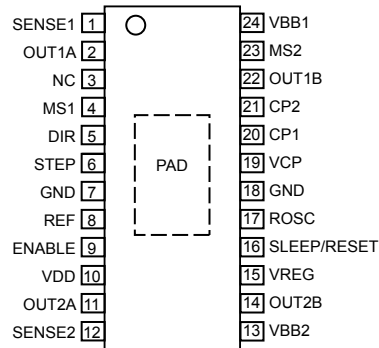 SENSE1 1
OUT1A 2
NC 3
MS1 4
DIR 5
STEP 6
GND 7
REF 8
ENABLE 9
VDD 10
OUT2A 11
SENSE2 12
PAD
24 VBB1
23 MS2
22 OUT1B
21 CP2
20 CP1
19 VCP
18 GND
17 ROSC
16 SLEEP/RESET
15 VREG
14 OUT2B
13 VBB2